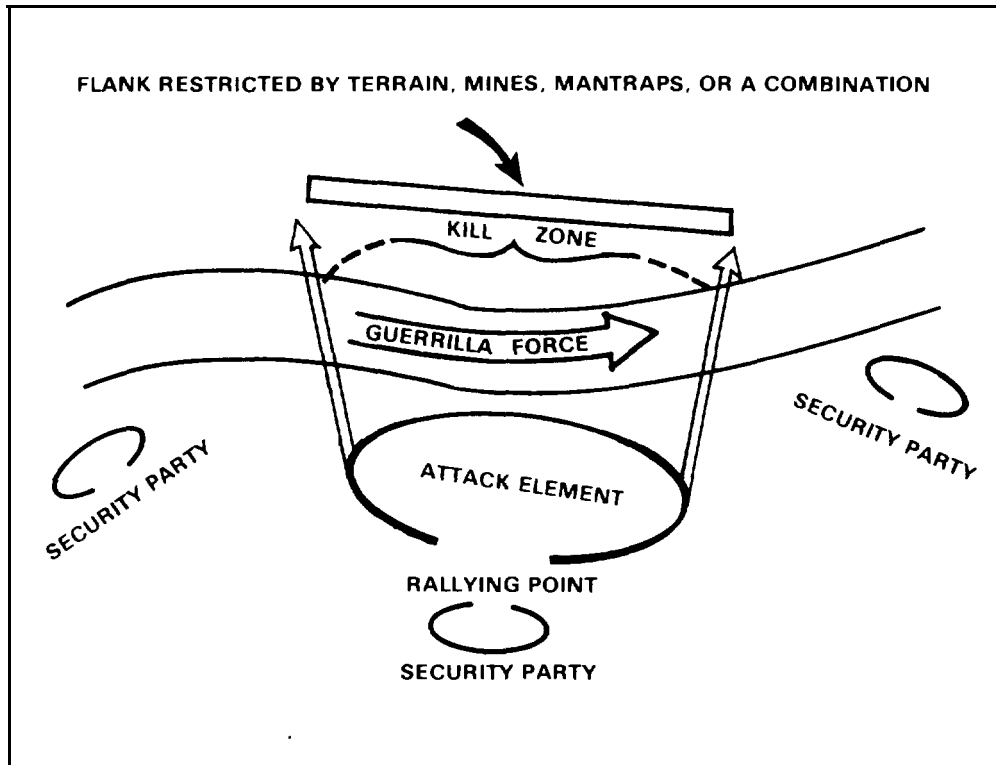 FLANK RESTRICTED BY TERRAIN, MINES, MANTRAPS, OR A COMBINATION
KILL ZONE
GUERRILLA FORCE
SECURITY PARTY
ATTACK ELEMENT
SECURITY PARTY
RALLYING POINT
SECURITY PARTY